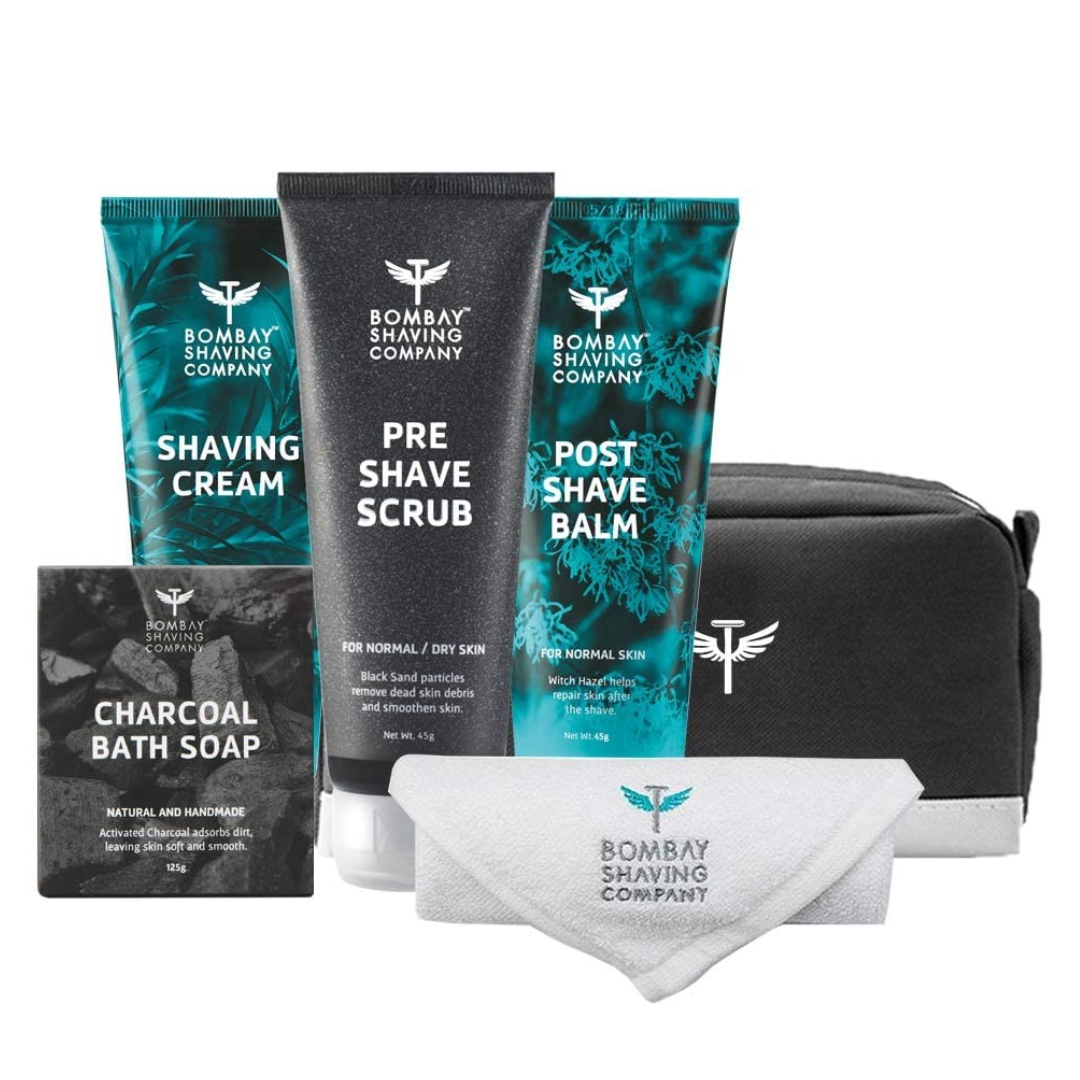 BOMBAY™
SHAVING
COMPANY
SHAVING
CREAM
BOMBAY™
SHAVING
COMPANY
PRE
SHAVE
SCRUB
FOR NORMAL / DRY SKIN
Black Sand particles
remove dead skin debris
and smoothen skin.
Net Wt. 45g
05/18
BOMBAY™
SHAVING
COMPANY
POST
SHAVE
BALM
FOR NORMAL SKIN
Witch Hazel helps
repair skin after
the shave.
Net Wt. 45g
BOMBAY
SHAVING
COMPANY
CHARCOAL
BATH SOAP
NATURAL AND HANDMADE
Activated Charcoal adsorbs dirt,
leaving skin soft and smooth.
125g
BOMBAY
SHAVING
COMPANY